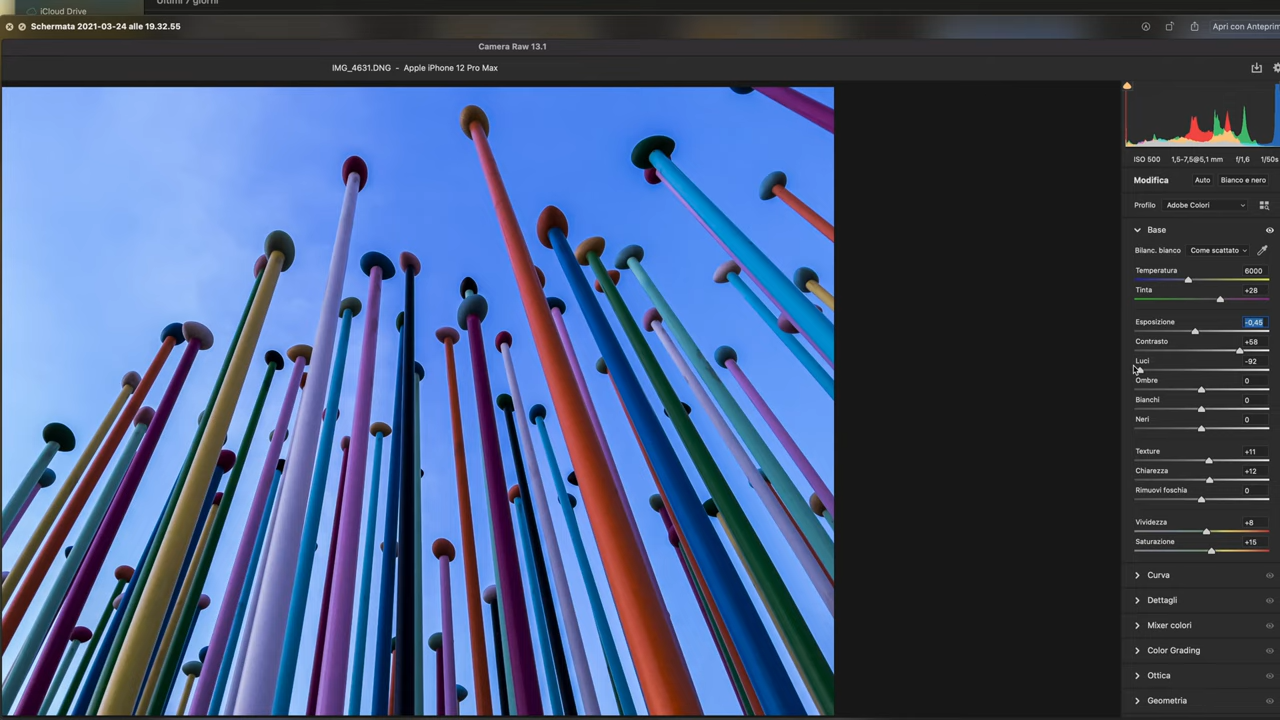 iCloud Drive
Ultimi 7 giorni
Schermata 2021-03-24 alle 19.32.55
Apri con Anteprim
Camera Raw 13.1
IMG_4631.DNG - Apple iPhone 12 Pro Max
ISO 500 1,5-7,5@5,1 mm f/1,6 1/50s
Modifica Auto Bianco e nero
Profilo Adobe Colori
Base
Bilanc. bianco Come scattato
Temperatura 6000
Tinta +28
Esposizione -0,45
Contrasto +58
Luci -92
Ombre 0
Bianchi 0
Neri 0
Texture +11
Chiarezza +12
Rimuovi foschia 0
Vividezza +8
Saturazione +15
Curva
Dettagli
Mixer colori
Color Grading
Ottica
Geometria